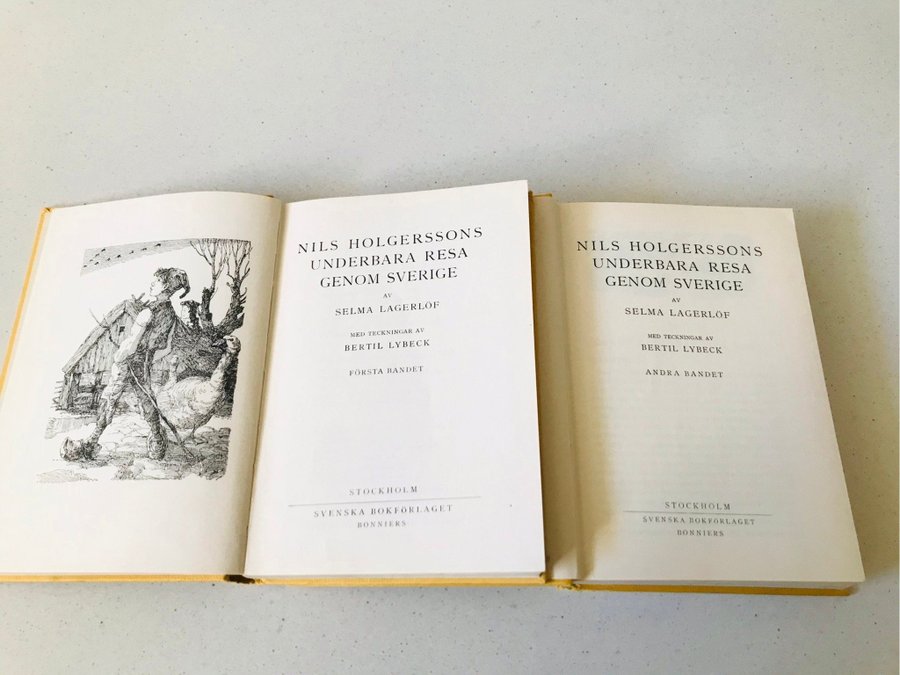 NILS HOLGERSSONS
UNDERBARA RESA
GENOM SVERIGE
AV
SELMA LAGERLÖF
MED TECKNINGAR AV
BERTIL LYBECK
FÖRSTA BANDET
STOCKHOLM
SVENSKA BOKFÖRLAGET
BONNIERS
NILS HOLGERSSONS
UNDERBARA RESA
GENOM SVERIGE
AV
SELMA LAGERLÖF
MED TECKNINGAR AV
BERTIL LYBECK
ANDRA BANDET
STOCKHOLM
SVENSKA BOKFÖRLAGET
BONNIERS